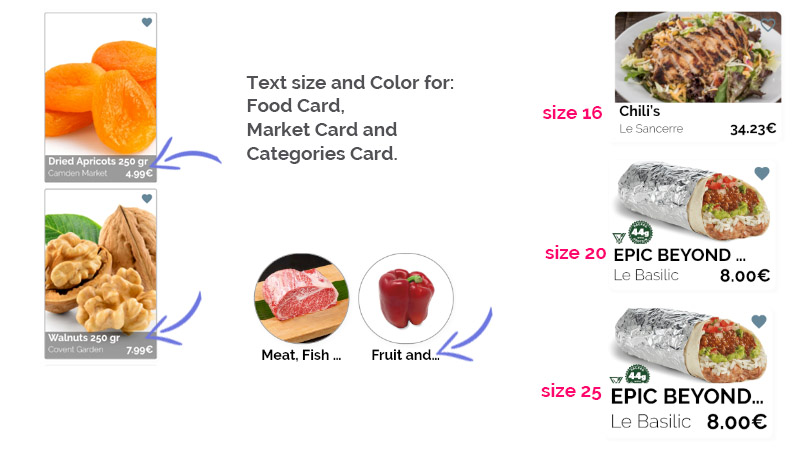 Dried Apricots 250 gr
Camden Market 4.99€
Walnuts 250 gr
Covent Garden 7.99€
Text size and Color for:
Food Card,
Market Card and
Categories Card.
Meat, Fish ...
Fruit and...
size 16
Chili's
Le Sancerre 34.23€
size 20
44g
EPIC BEYOND ...
Le Basilic 8.00€
size 25
44g
EPIC BEYOND...
Le Basilic 8.00€